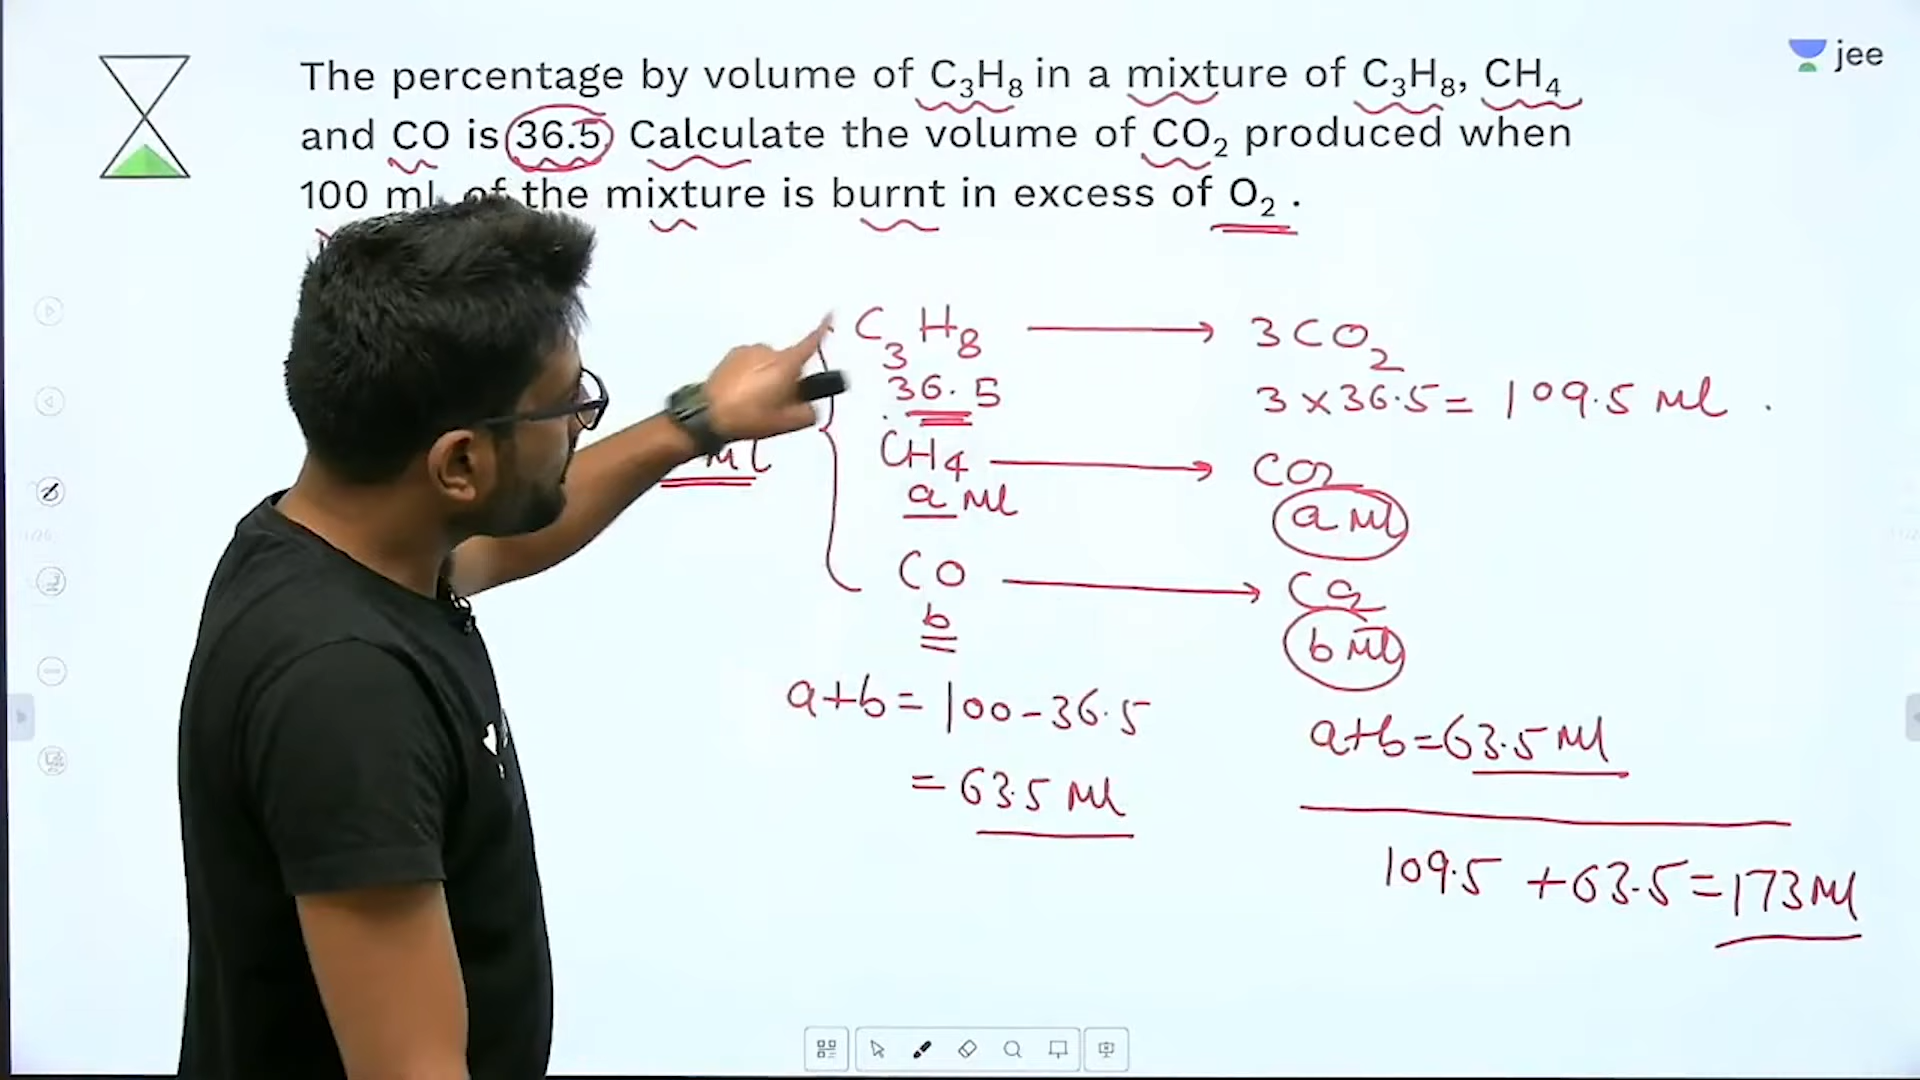 The percentage by volume of C₃H₈ in a mixture of C₃H₈, CH₄
and CO is 36.5. Calculate the volume of CO₂ produced when
100 mL of the mixture is burnt in excess of O₂ .
jee
C₃H₈ ⟶ 3CO₂
36.5
3 × 36.5 = 109.5 ml .
CH₄ ⟶ CO₂
ml
a ml
a ml
CO ⟶ CO₂
b
b ml
a+b = 100 - 36.5
a+b = 63.5 ml
= 63.5 ml
109.5 + 63.5 = 173 ml